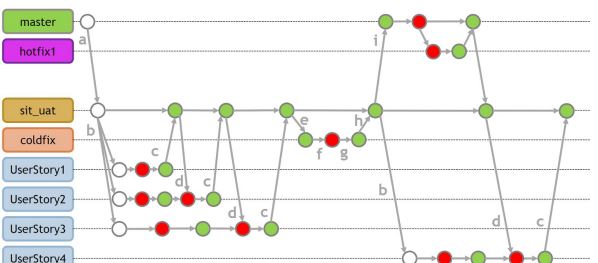 master
a
i
hotfix1
sit_uat
b
e
h
coldfix
f
g
UserStory1
c
d
c
b
UserStory2
UserStory3
d
c
d
c
UserStory4